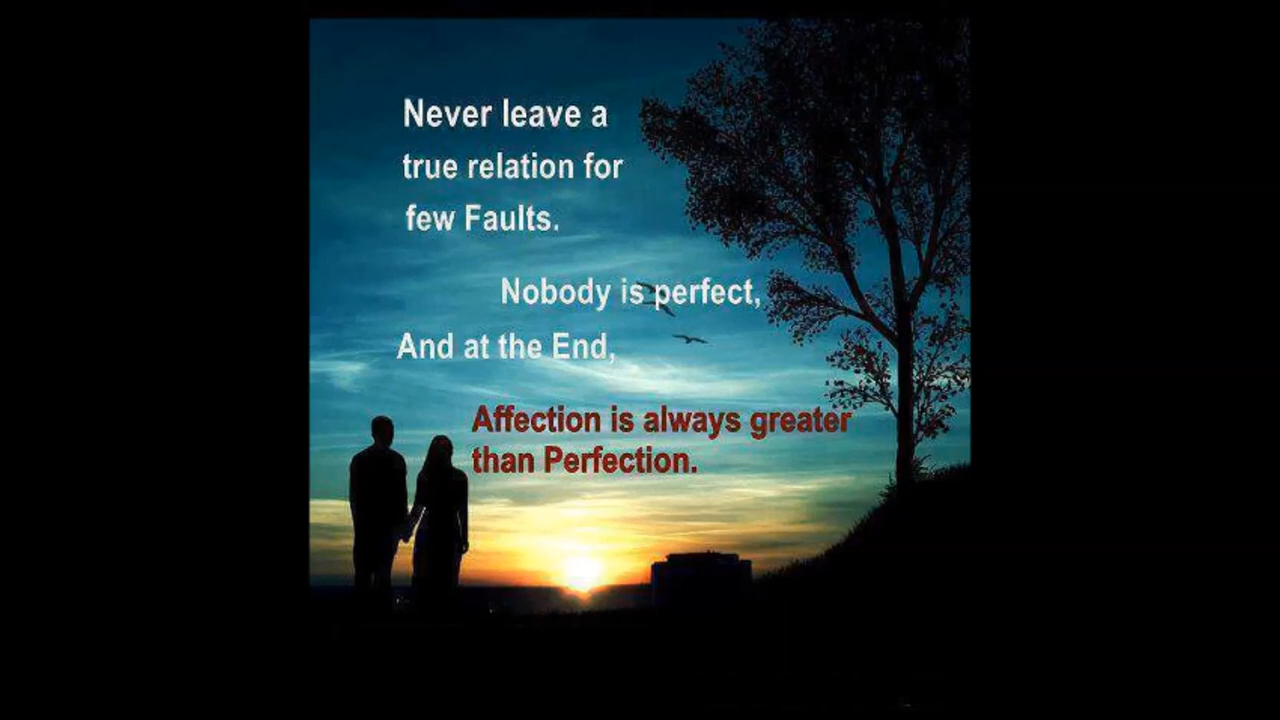 Never leave a
true relation for
few Faults.
Nobody is perfect,
And at the End,
Affection is always greater
than Perfection.